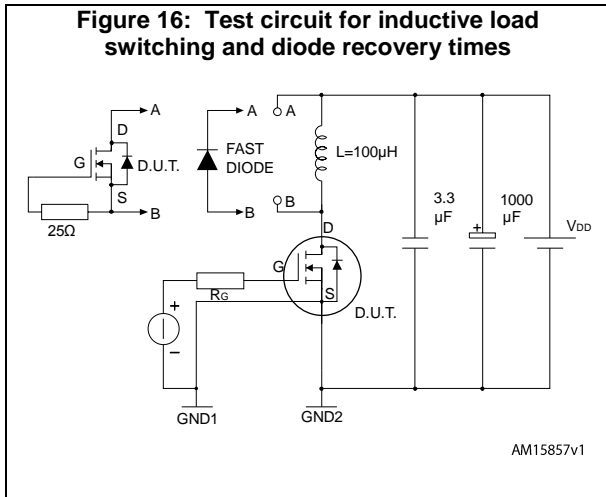 Figure 16: Test circuit for inductive load
switching and diode recovery times
A
A
A
D
G
D.U.T.
FAST
DIODE
L=100µH
S
B
B
B
25Ω
3.3
µF
+
1000
µF
VDD
D
G
RG
S
D.U.T.
+
−
GND1
GND2
AM15857v1